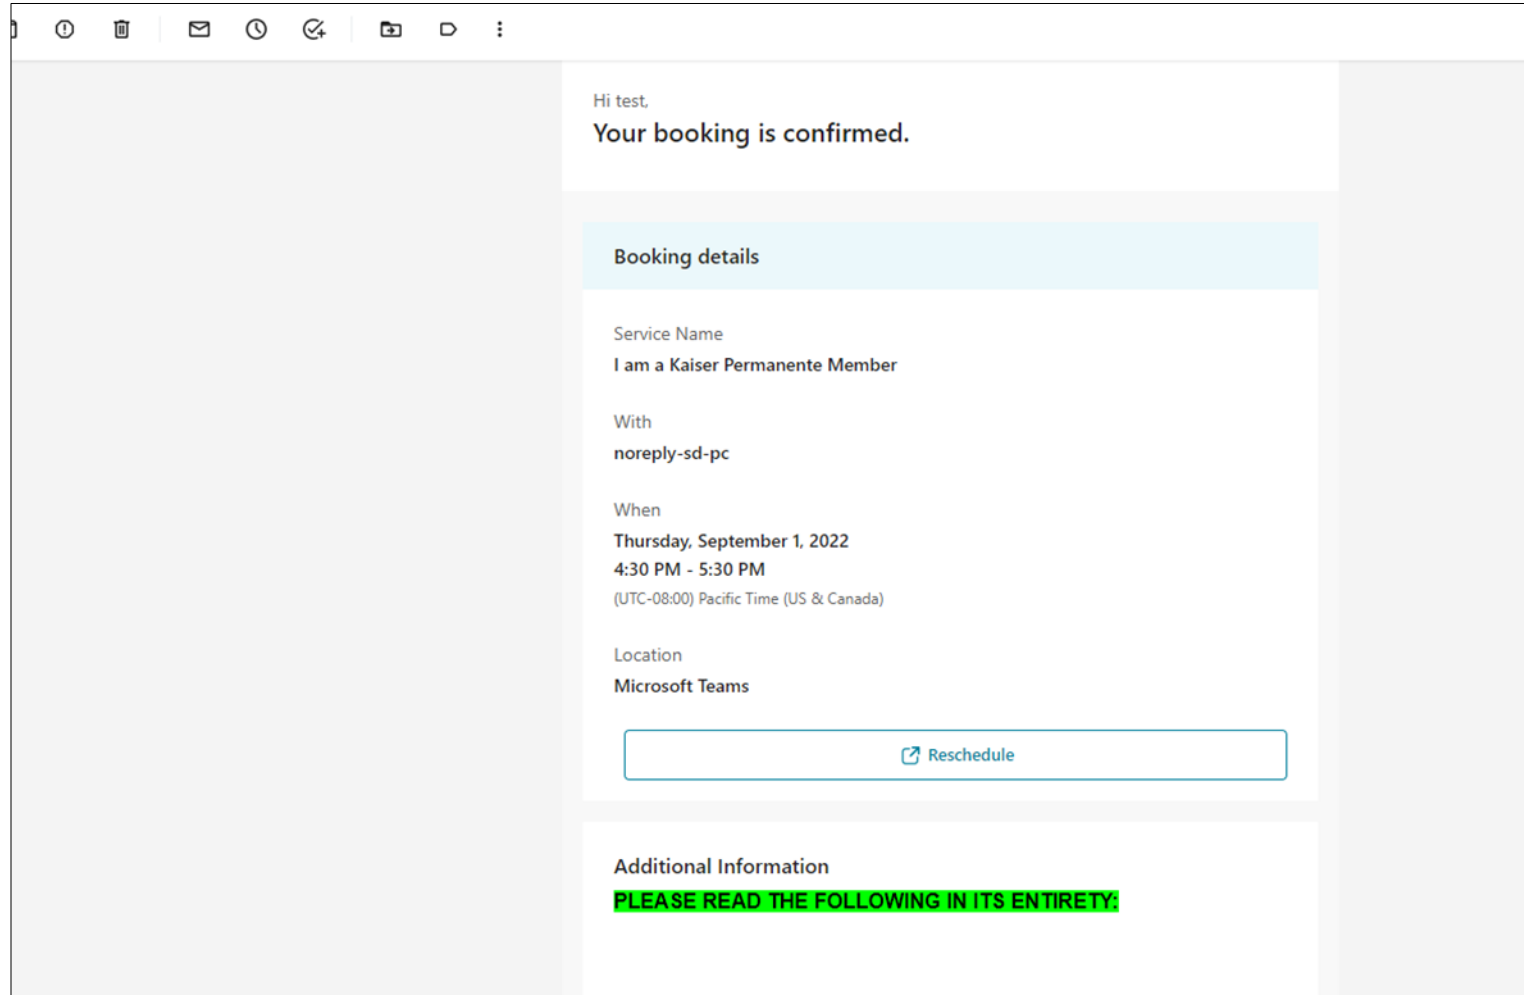 Hi test,
Your booking is confirmed.
Booking details
Service Name
I am a Kaiser Permanente Member
With
noreply-sd-pc
When
Thursday, September 1, 2022
4:30 PM - 5:30 PM
(UTC-08:00) Pacific Time (US & Canada)
Location
Microsoft Teams
Reschedule
Additional Information
PLEASE READ THE FOLLOWING IN ITS ENTIRETY: